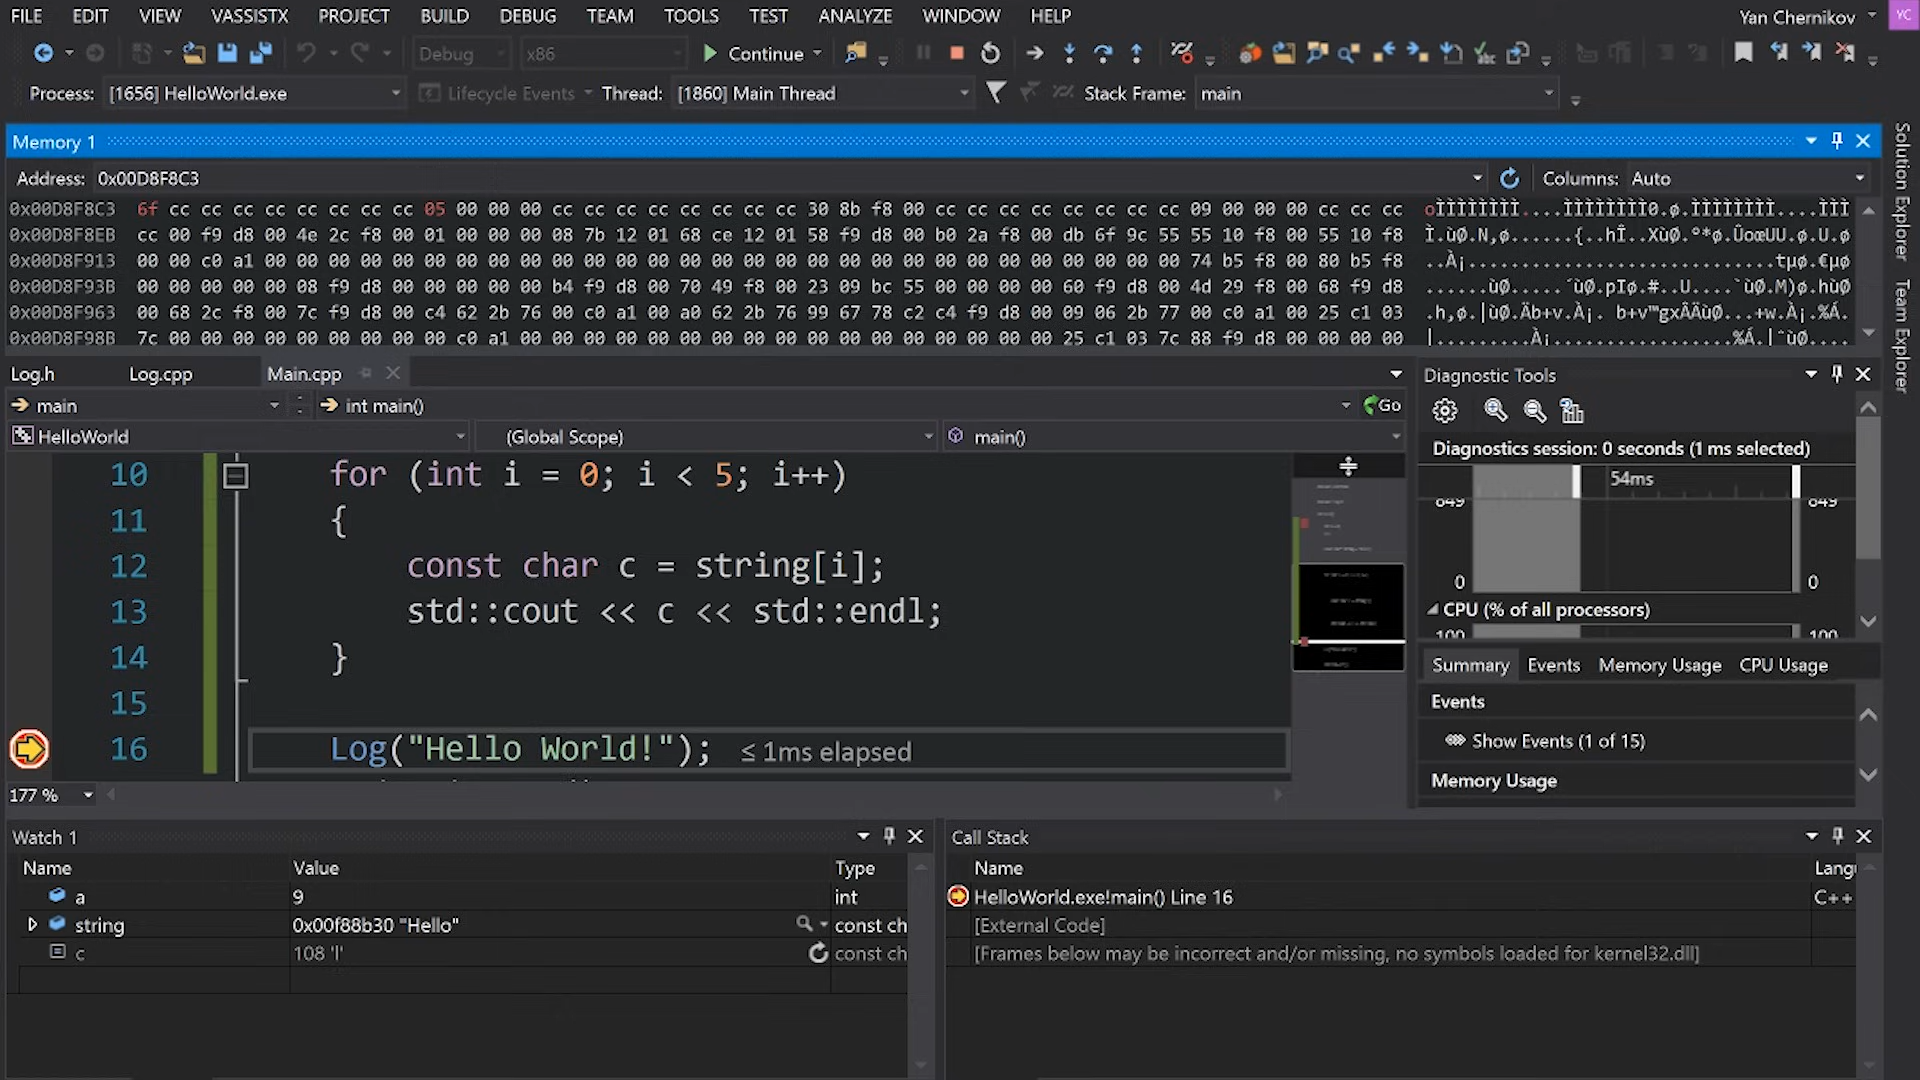 FILE EDIT VIEW VASSISTX PROJECT BUILD DEBUG TEAM TOOLS TEST ANALYZE WINDOW HELP Yan Chernikov YC
Debug x86 Continue
Process: [1656] HelloWorld.exe Lifecycle Events Thread: [1860] Main Thread Stack Frame: main
Memory 1
Address: 0x00D8F8C3 Columns: Auto
0x00D8F8C3 6f cc cc cc cc cc cc cc cc 05 00 00 00 cc cc cc cc cc cc cc cc 30 8b f8 00 cc cc cc cc cc cc cc cc 09 00 00 00 cc cc cc
0x00D8F8EB cc 00 f9 d8 00 4e 2c f8 00 01 00 00 00 08 7b 12 01 68 ce 12 01 58 f9 d8 00 b0 2a f8 00 db 6f 9c 55 55 10 f8 00 55 10 f8
0x00D8F913 00 00 c0 a1 00 00 00 00 00 00 00 00 00 00 00 00 00 00 00 00 00 00 00 00 00 00 00 00 00 00 00 00 00 74 b5 f8 00 80 b5 f8
0x00D8F93B 00 00 00 00 00 08 f9 d8 00 00 00 00 00 b4 f9 d8 00 70 49 f8 00 23 09 bc 55 00 00 00 00 60 f9 d8 00 4d 29 f8 00 68 f9 d8
0x00D8F963 00 68 2c f8 00 7c f9 d8 00 c4 62 2b 76 00 c0 a1 00 a0 62 2b 76 99 67 78 c2 c4 f9 d8 00 09 06 2b 77 00 c0 a1 00 25 c1 03
0x00D8F98B 7c 00 00 00 00 00 00 00 00 00 c0 a1 00 00 00 00 00 00 00 00 00 00 00 00 00 00 00 00 00 25 c1 03 7c 88 f9 d8 00 00 00 00
Log.h Log.cpp Main.cpp
main int main() Go
HelloWorld (Global Scope) main()
10 for (int i = 0; i < 5; i++)
11 {
12 const char c = string[i];
13 std::cout << c << std::endl;
14 }
15
16 Log("Hello World!"); ≤ 1ms elapsed
177 %
Diagnostic Tools
Diagnostics session: 0 seconds (1 ms selected)
54ms
849 849
0 0
CPU (% of all processors)
100 100
Summary Events Memory Usage CPU Usage
Events
Show Events (1 of 15)
Memory Usage
Solution Explorer
Team Explorer
Watch 1
Name Value Type
a 9 int
string 0x00f88b30 "Hello" const ch
c 108 'l' const ch
Call Stack
Name Langu
HelloWorld.exe!main() Line 16 C++
[External Code]
[Frames below may be incorrect and/or missing, no symbols loaded for kernel32.dll]